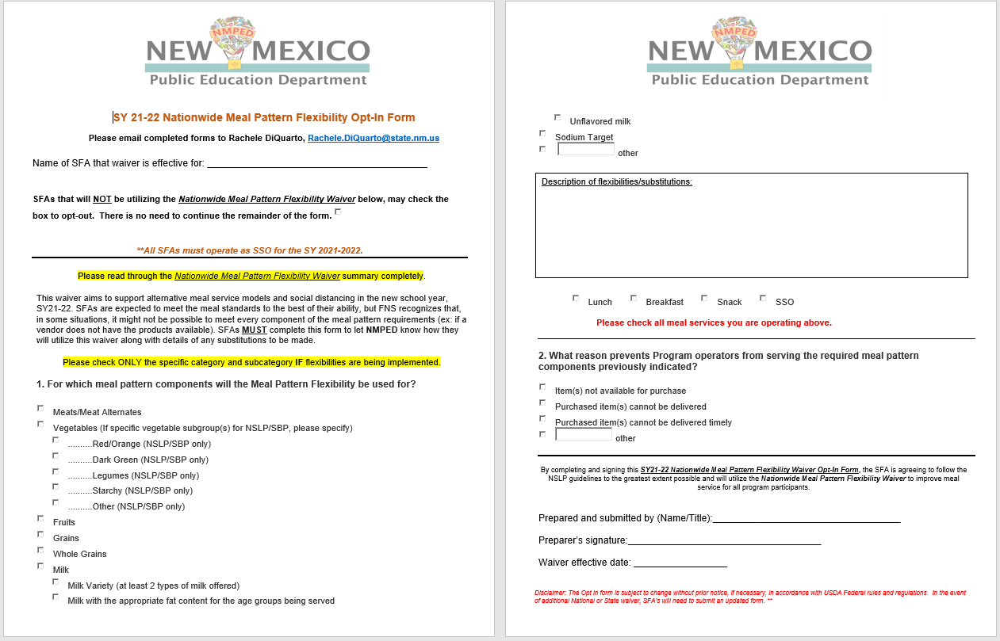 NMPED
NEW MEXICO
Public Education Department
SY 21-22 Nationwide Meal Pattern Flexibility Opt-In Form
Please email completed forms to Rachele DiQuarto, Rachele.DiQuarto@state.nm.us
Name of SFA that waiver is effective for: ___________________________________________
SFAs that will NOT be utilizing the Nationwide Meal Pattern Flexibility Waiver below, may check the
box to opt-out.  There is no need to continue the remainder of the form.
**All SFAs must operate as SSO for the SY 2021-2022.
Please read through the Nationwide Meal Pattern Flexibility Waiver summary completely.
This waiver aims to support alternative meal service models and social distancing in the new school year,
SY21-22. SFAs are expected to meet the meal standards to the best of their ability, but FNS recognizes that,
in some situations, it might not be possible to meet every component of the meal pattern requirements (ex: if a
vendor does not have the products available). SFAs MUST complete this form to let NMPED know how they
will utilize this waiver along with details of any substitutions to be made.
Please check ONLY the specific category and subcategory IF flexibilities are being implemented.
1. For which meal pattern components will the Meal Pattern Flexibility be used for?
Meats/Meat Alternates
Vegetables (If specific vegetable subgroup(s) for NSLP/SBP, please specify)
..........Red/Orange (NSLP/SBP only)
..........Dark Green (NSLP/SBP only)
..........Legumes (NSLP/SBP only)
..........Starchy (NSLP/SBP only)
..........Other (NSLP/SBP only)
Fruits
Grains
Whole Grains
Milk
Milk Variety (at least 2 types of milk offered)
Milk with the appropriate fat content for the age groups being served
NMPED
NEW MEXICO
Public Education Department
Unflavored milk
Sodium Target
other
Description of flexibilities/substitutions:
Lunch Breakfast Snack SSO
Please check all meal services you are operating above.
2. What reason prevents Program operators from serving the required meal pattern
components previously indicated?
Item(s) not available for purchase
Purchased item(s) cannot be delivered
Purchased item(s) cannot be delivered timely
other
By completing and signing this SY21-22 Nationwide Meal Pattern Flexibility Waiver Opt-In Form, the SFA is agreeing to follow the
NSLP guidelines to the greatest extent possible and will utilize the Nationwide Meal Pattern Flexibility Waiver to improve meal
service for all program participants.
Prepared and submitted by (Name/Title):____________________________________
Preparer's signature:_____________________________________
Waiver effective date: __________________
Disclaimer: The Opt in form is subject to change without prior notice, if necessary, in accordance with USDA Federal rules and regulations.  In the event
of additional National or State waiver, SFA's will need to submit an updated form. **